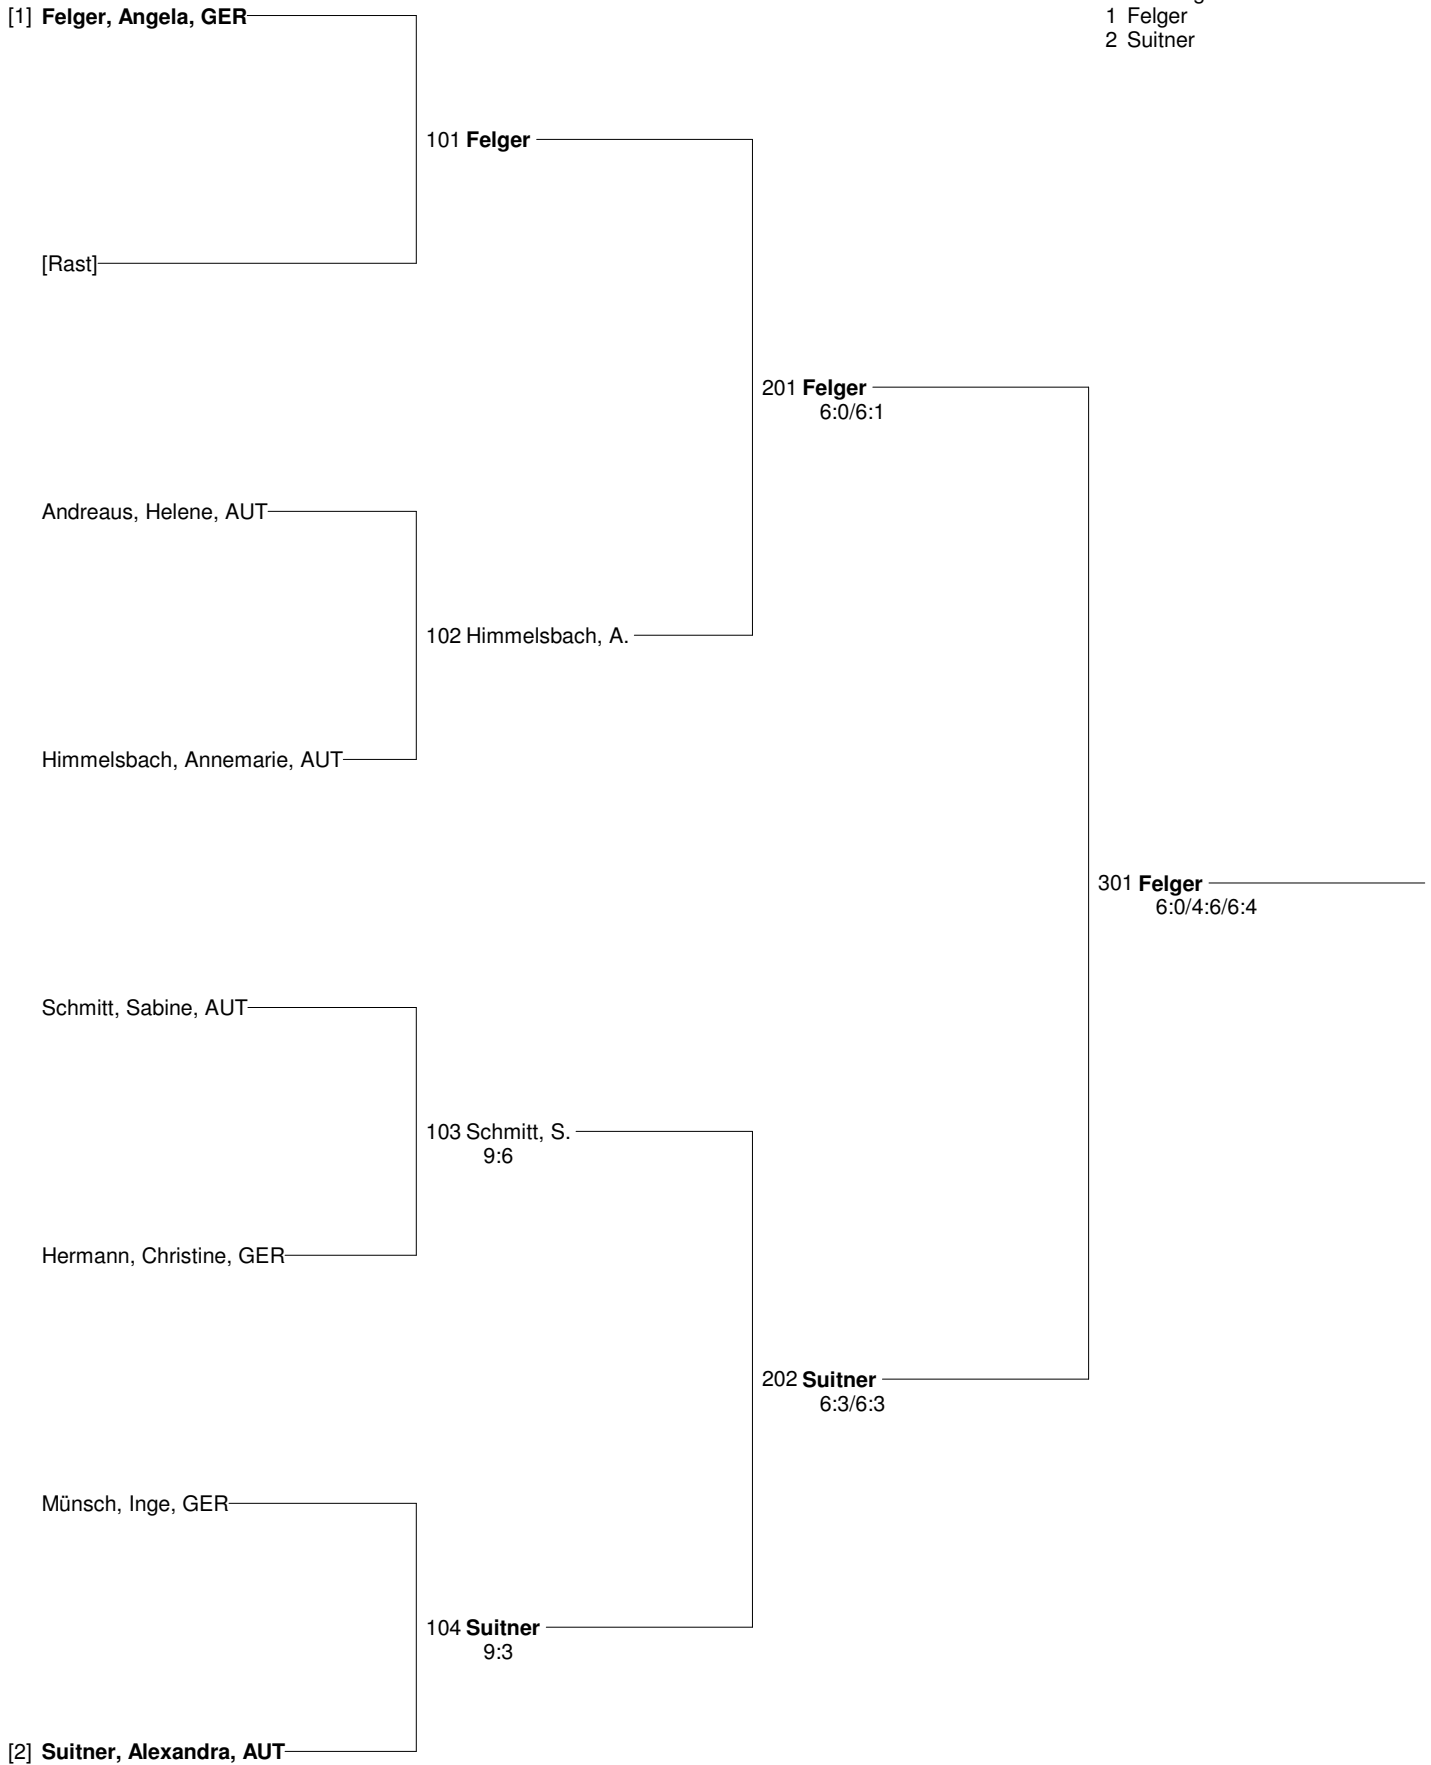 [1] Felger, Angela, GER
1 Felger
2 Suitner
101 Felger
[Rast]
201 Felger
6:0/6:1
Andreaus, Helene, AUT
102 Himmelsbach, A.
Himmelsbach, Annemarie, AUT
301 Felger
6:0/4:6/6:4
Schmitt, Sabine, AUT
103 Schmitt, S.
9:6
Hermann, Christine, GER
202 Suitner
6:3/6:3
Münsch, Inge, GER
104 Suitner
9:3
[2] Suitner, Alexandra, AUT